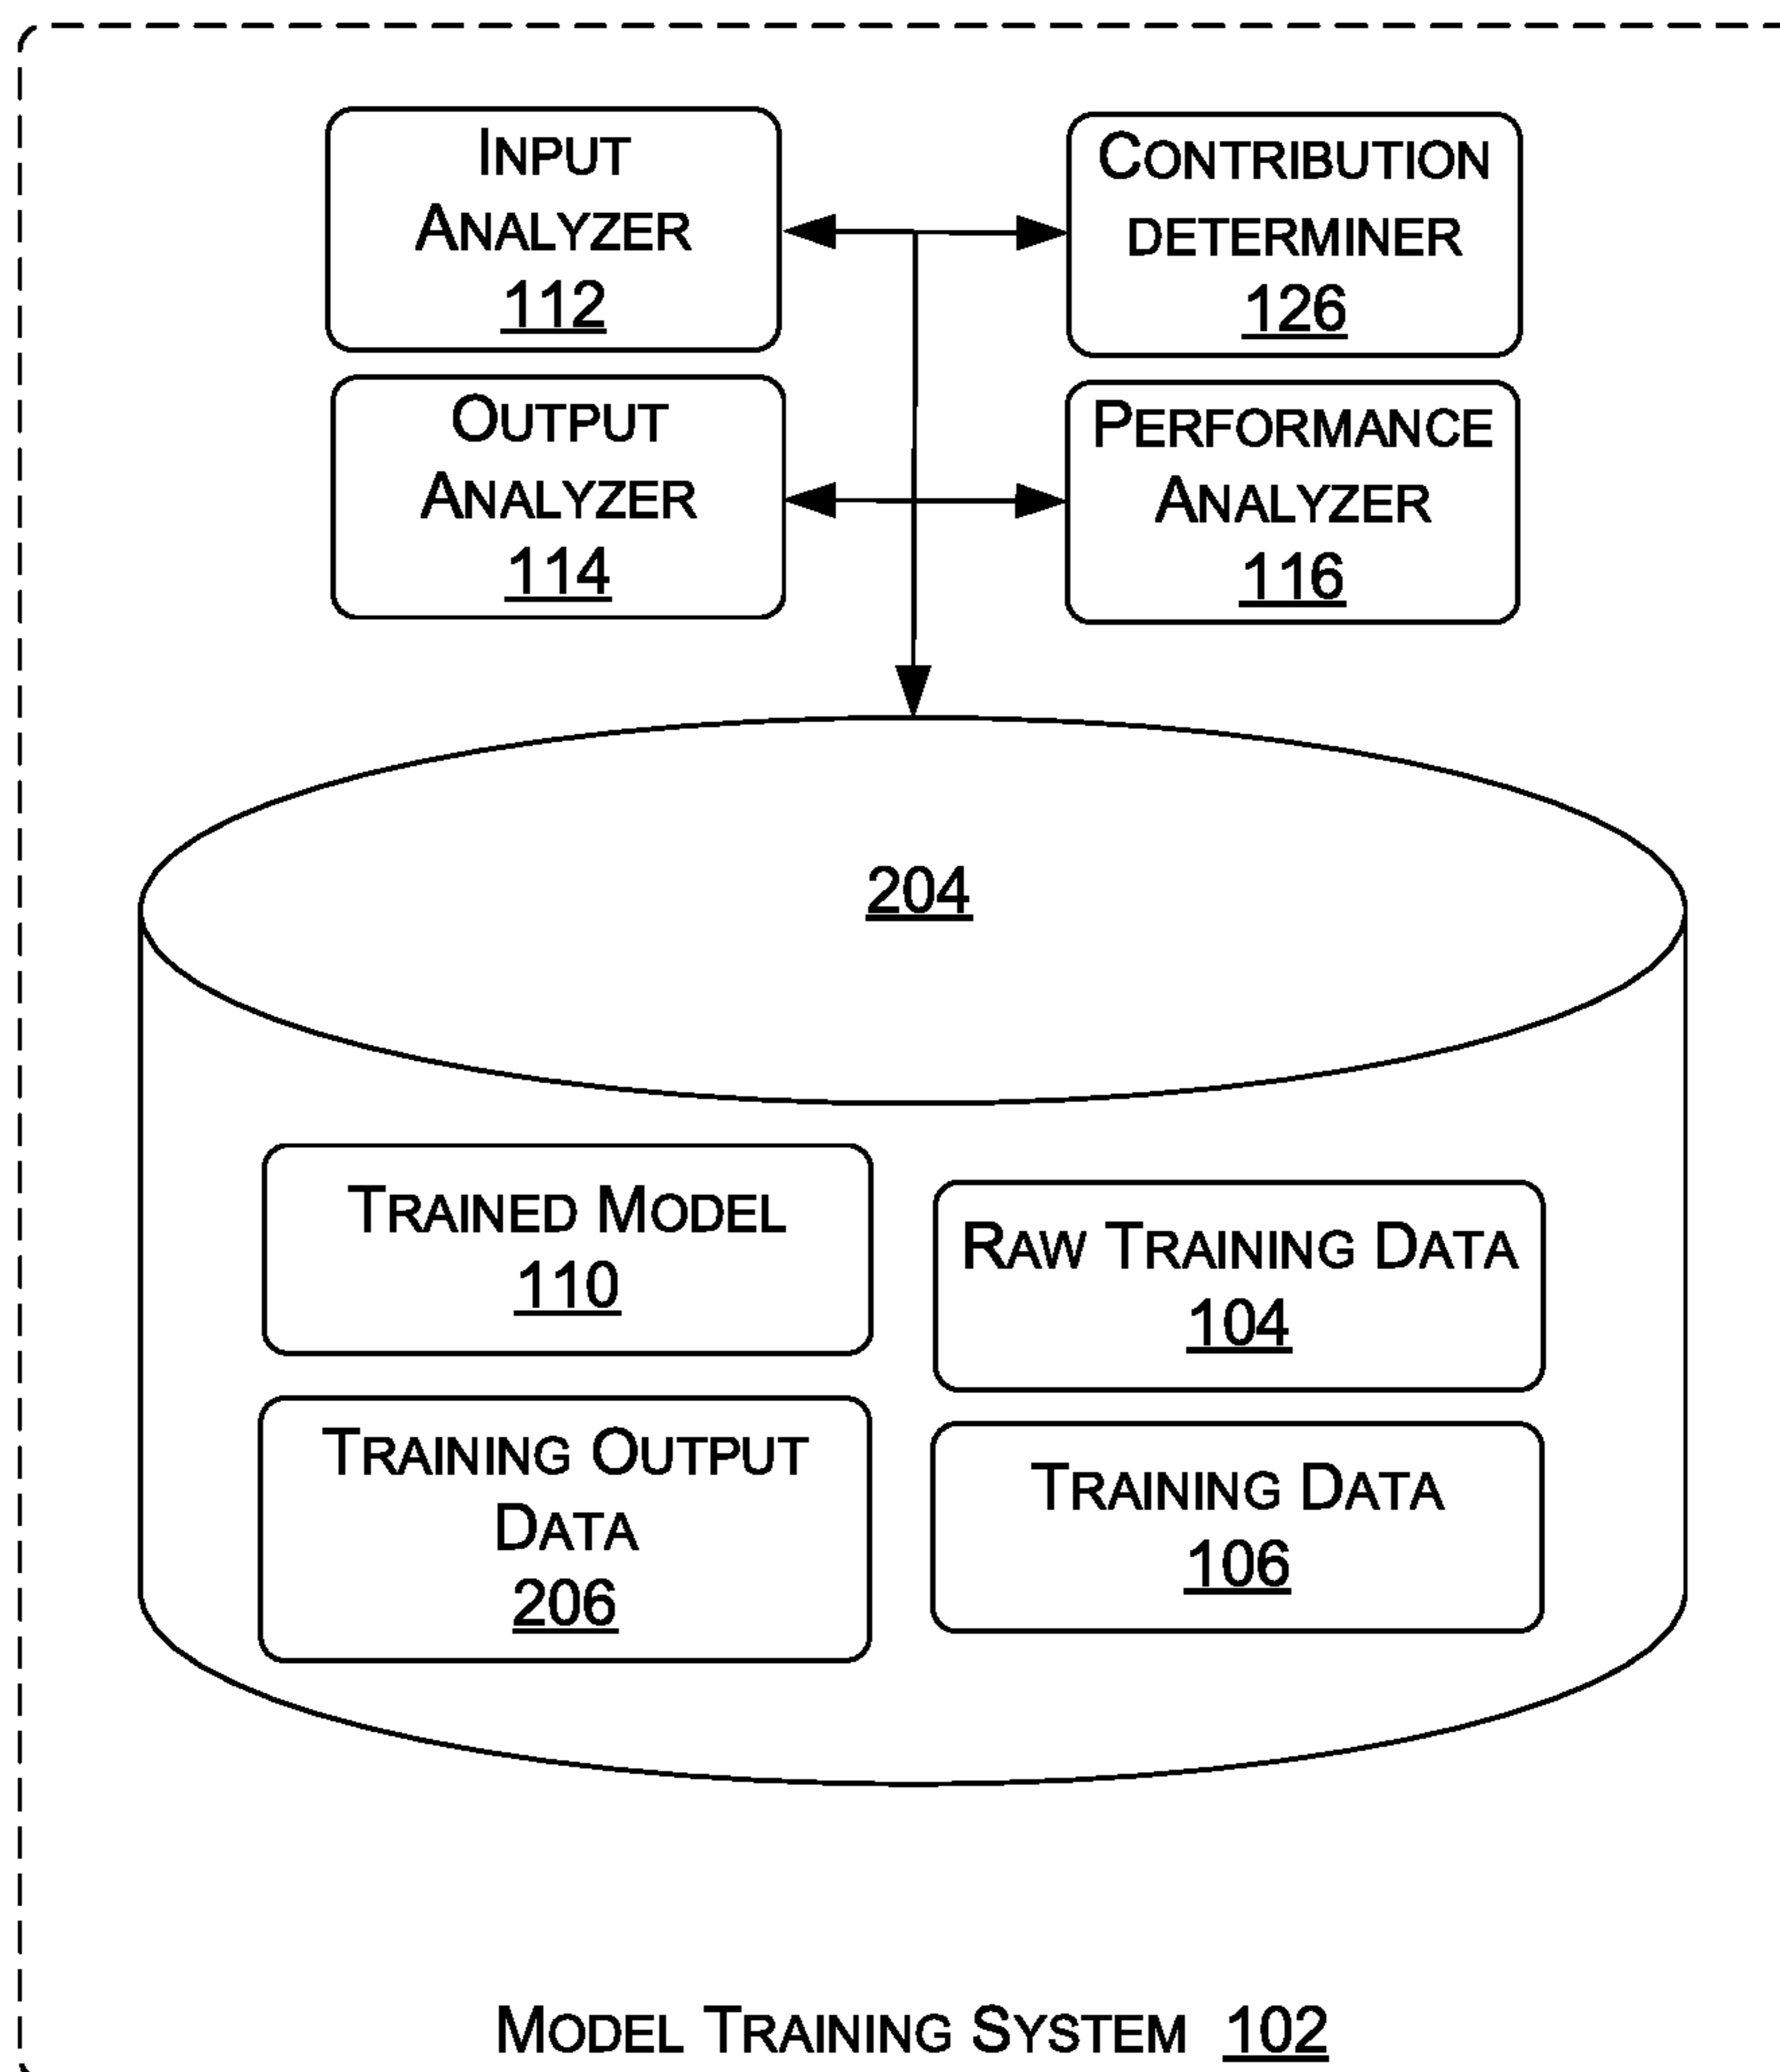 INPUT
ANALYZER
112
CONTRIBUTION
DETERMINER
126
OUTPUT
ANALYZER
114
PERFORMANCE
ANALYZER
116
204
TRAINED MODEL
110
RAW TRAINING DATA
104
TRAINING OUTPUT
DATA
206
TRAINING DATA
106
MODEL TRAINING SYSTEM 102